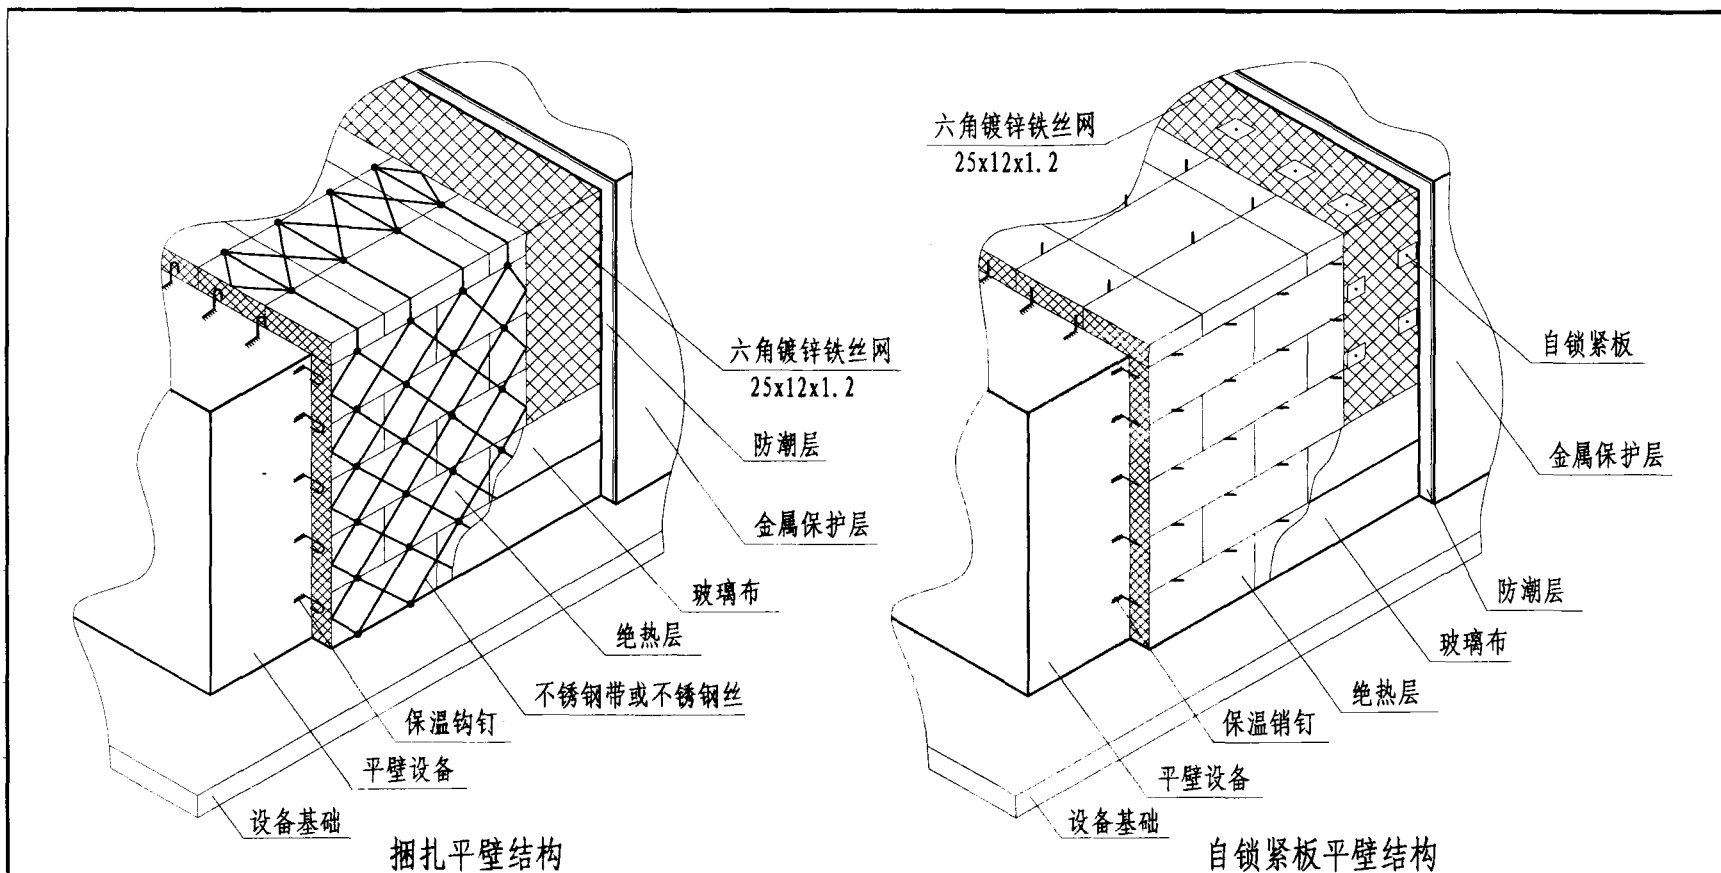 六角镀锌铁丝网
25x12x1.2
防潮层
金属保护层
玻璃布
绝热层
不锈钢带或不锈钢丝
保温钩钉
平壁设备
设备基础
捆扎平壁结构
六角镀锌铁丝网
25x12x1.2
自锁紧板
金属保护层
防潮层
玻璃布
绝热层
保温销钉
平壁设备
设备基础
自锁紧板平壁结构